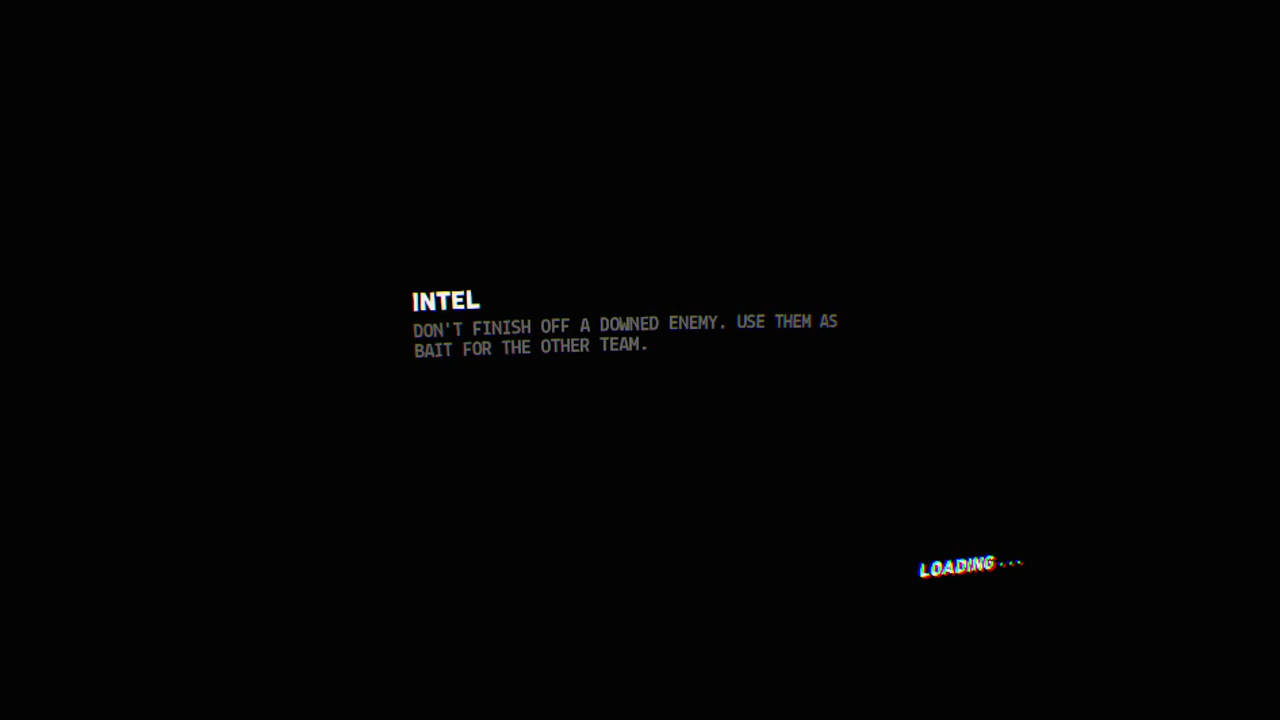 INTEL
DON'T FINISH OFF A DOWNED ENEMY. USE THEM AS
BAIT FOR THE OTHER TEAM.
LOADING...